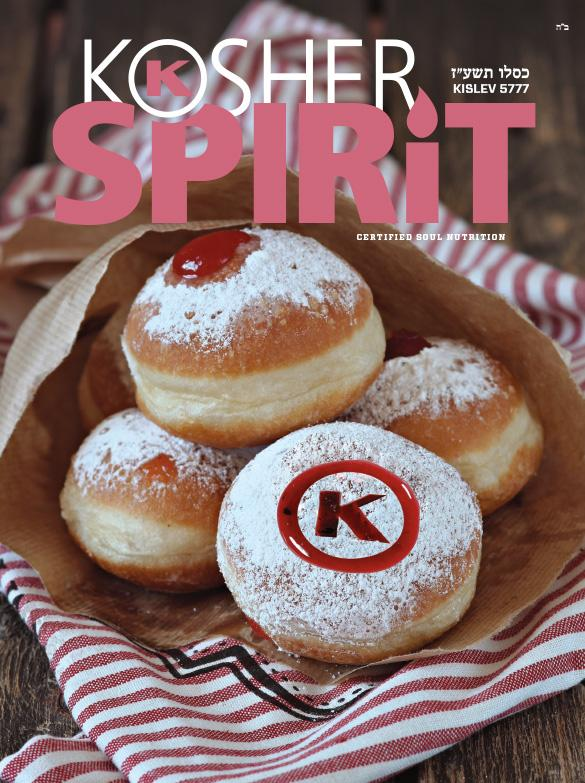 ב"ה
KOSHER
כסלו תשע"ז
KISLEV 5777
SPIRiT
CERTIFIED SOUL NUTRITION
K